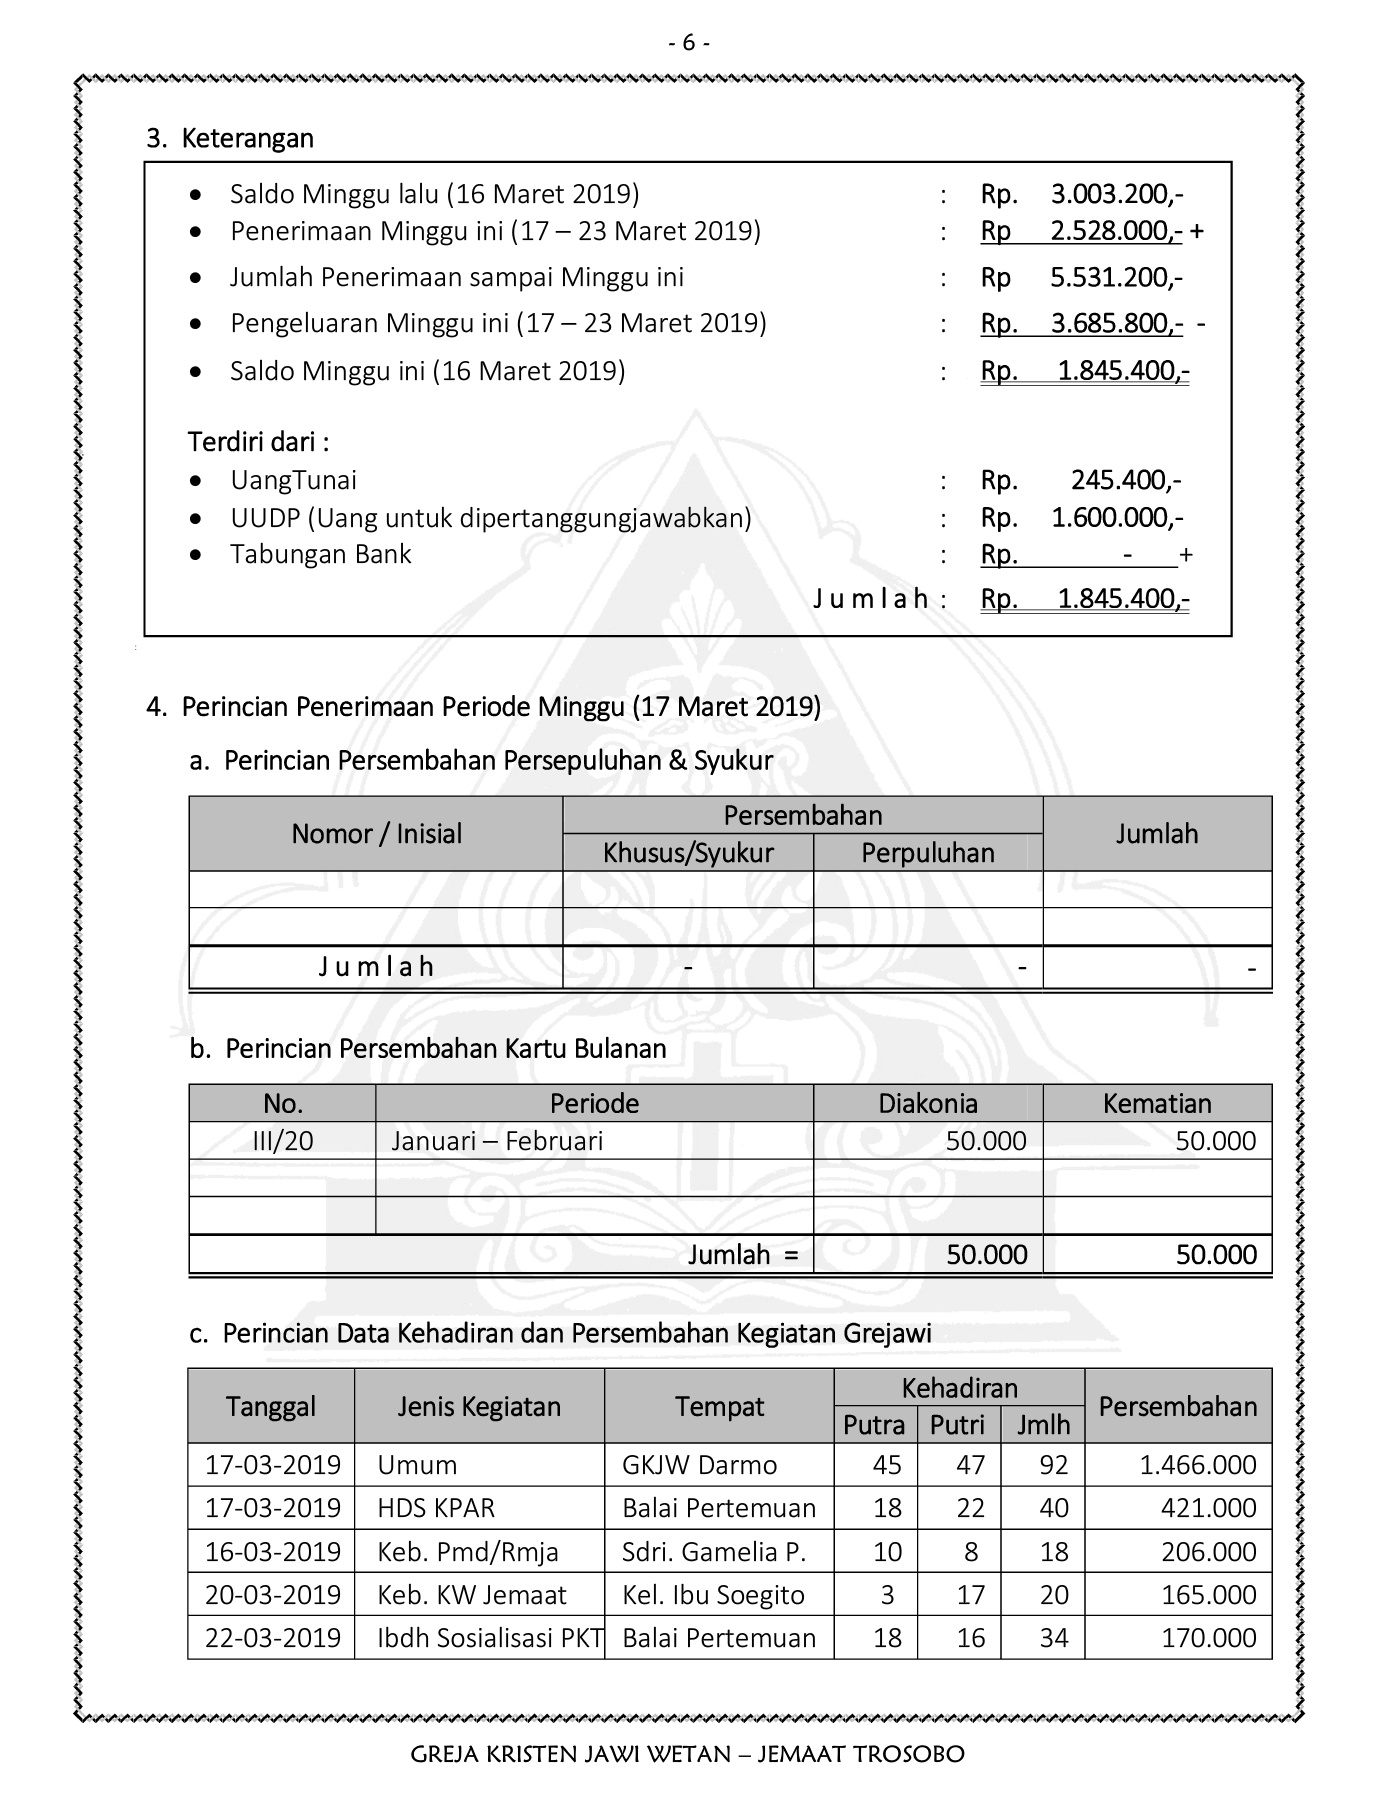 - 6 -
3. Keterangan
• Saldo Minggu lalu (16 Maret 2019) : Rp. 3.003.200,-
• Penerimaan Minggu ini (17 – 23 Maret 2019) : Rp 2.528.000,- +
• Jumlah Penerimaan sampai Minggu ini : Rp 5.531.200,-
• Pengeluaran Minggu ini (17 – 23 Maret 2019) : Rp. 3.685.800,- -
• Saldo Minggu ini (16 Maret 2019) : Rp. 1.845.400,-
Terdiri dari :
• UangTunai : Rp. 245.400,-
• UUDP (Uang untuk dipertanggungjawabkan) : Rp. 1.600.000,-
• Tabungan Bank : Rp. - +
J u m l a h : Rp. 1.845.400,-
4. Perincian Penerimaan Periode Minggu (17 Maret 2019)
a. Perincian Persembahan Persepuluhan & Syukur
Nomor / Inisial Persembahan Jumlah
Khusus/Syukur Perpuluhan
J u m l a h - - -
b. Perincian Persembahan Kartu Bulanan
No. Periode Diakonia Kematian
III/20 Januari – Februari 50.000 50.000
Jumlah = 50.000 50.000
c. Perincian Data Kehadiran dan Persembahan Kegiatan Grejawi
Tanggal Jenis Kegiatan Tempat Kehadiran Persembahan
Putra Putri Jmlh
17-03-2019 Umum GKJW Darmo 45 47 92 1.466.000
17-03-2019 HDS KPAR Balai Pertemuan 18 22 40 421.000
16-03-2019 Keb. Pmd/Rmja Sdri. Gamelia P. 10 8 18 206.000
20-03-2019 Keb. KW Jemaat Kel. Ibu Soegito 3 17 20 165.000
22-03-2019 Ibdh Sosialisasi PKT Balai Pertemuan 18 16 34 170.000
GREJA KRISTEN JAWI WETAN – JEMAAT TROSOBO